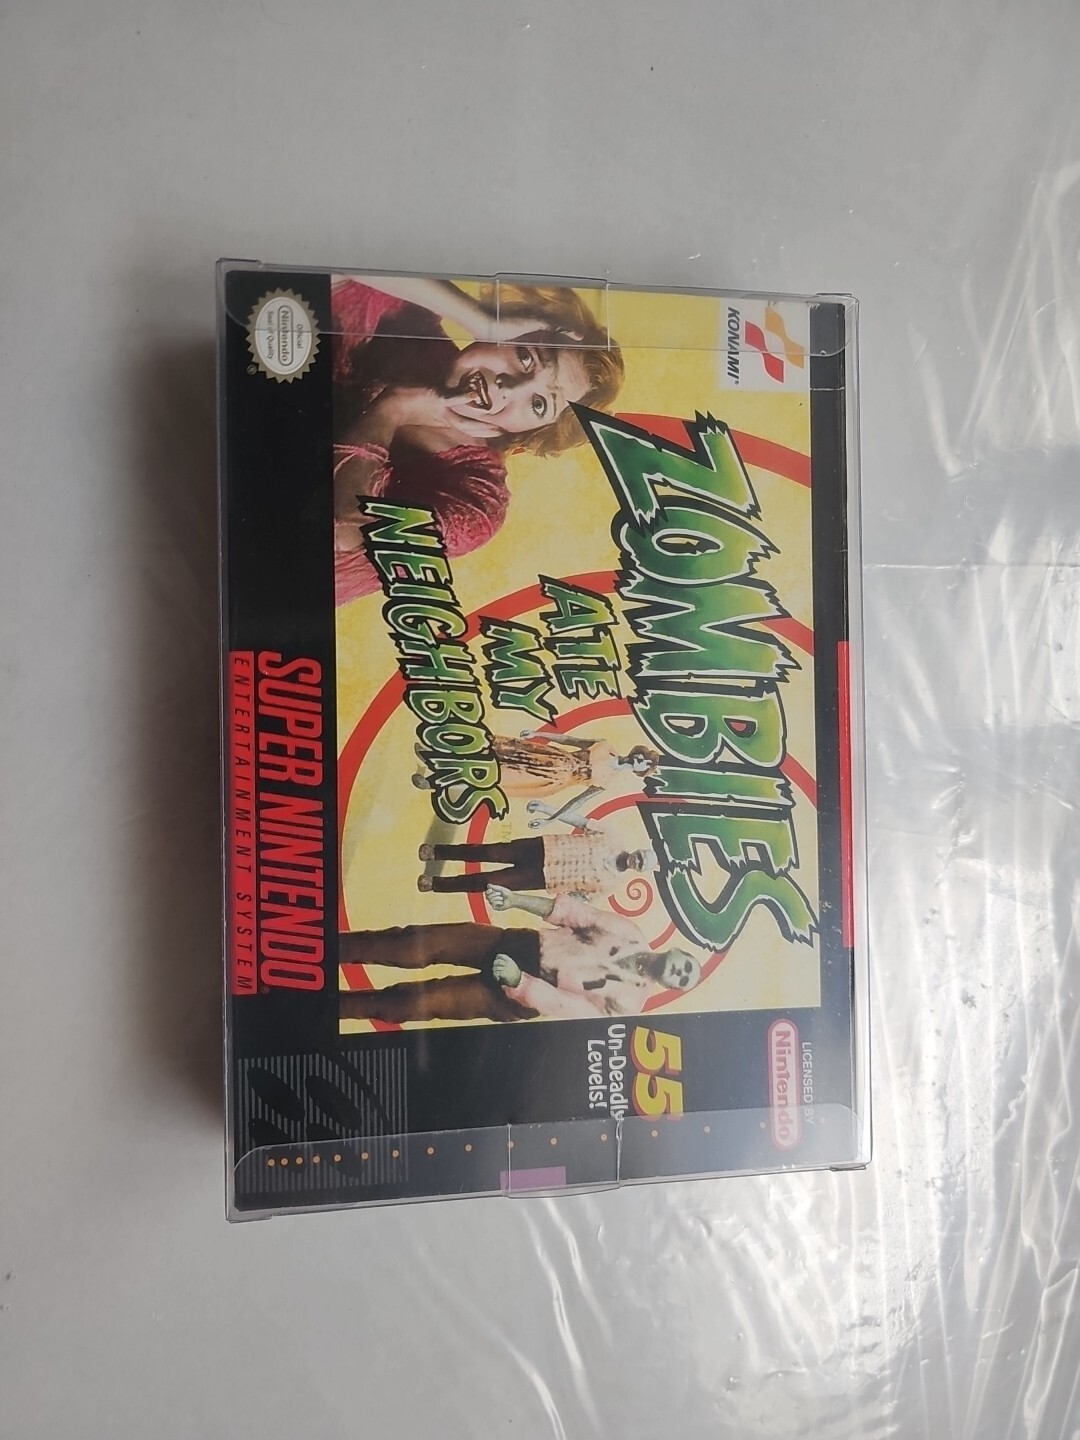 KONAMI®
ZOMBIES
ATE
MY
NEIGHBORS
TM
LICENSED BY
Nintendo
55
Un-Deadly
Levels!
Official
Nintendo
Seal of Quality
®
SUPER NINTENDO®
ENTERTAINMENT SYSTEM